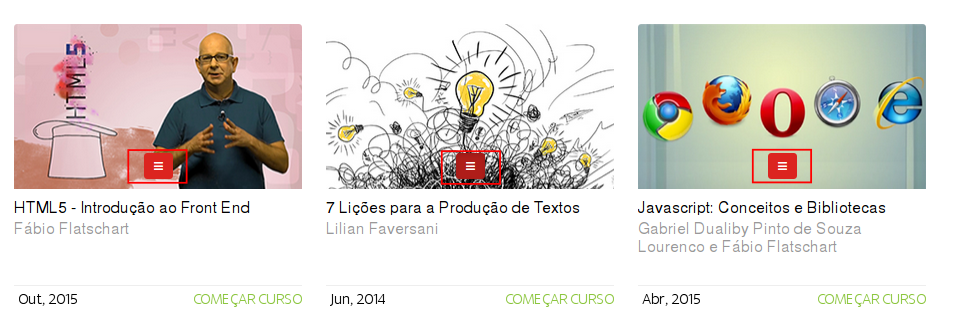 HTML5
HTML5 - Introdução ao Front End
Fábio Flatschart
Out, 2015
COMEÇAR CURSO
7 Lições para a Produção de Textos
Lilian Faversani
Jun, 2014
COMEÇAR CURSO
Javascript: Conceitos e Bibliotecas
Gabriel Dualiby Pinto de Souza
Lourenco e Fábio Flatschart
Abr, 2015
COMEÇAR CURSO